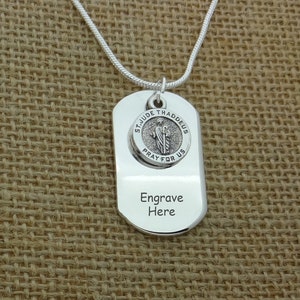 ST. JUDE THADDEUS
PRAY FOR US
Engrave
Here